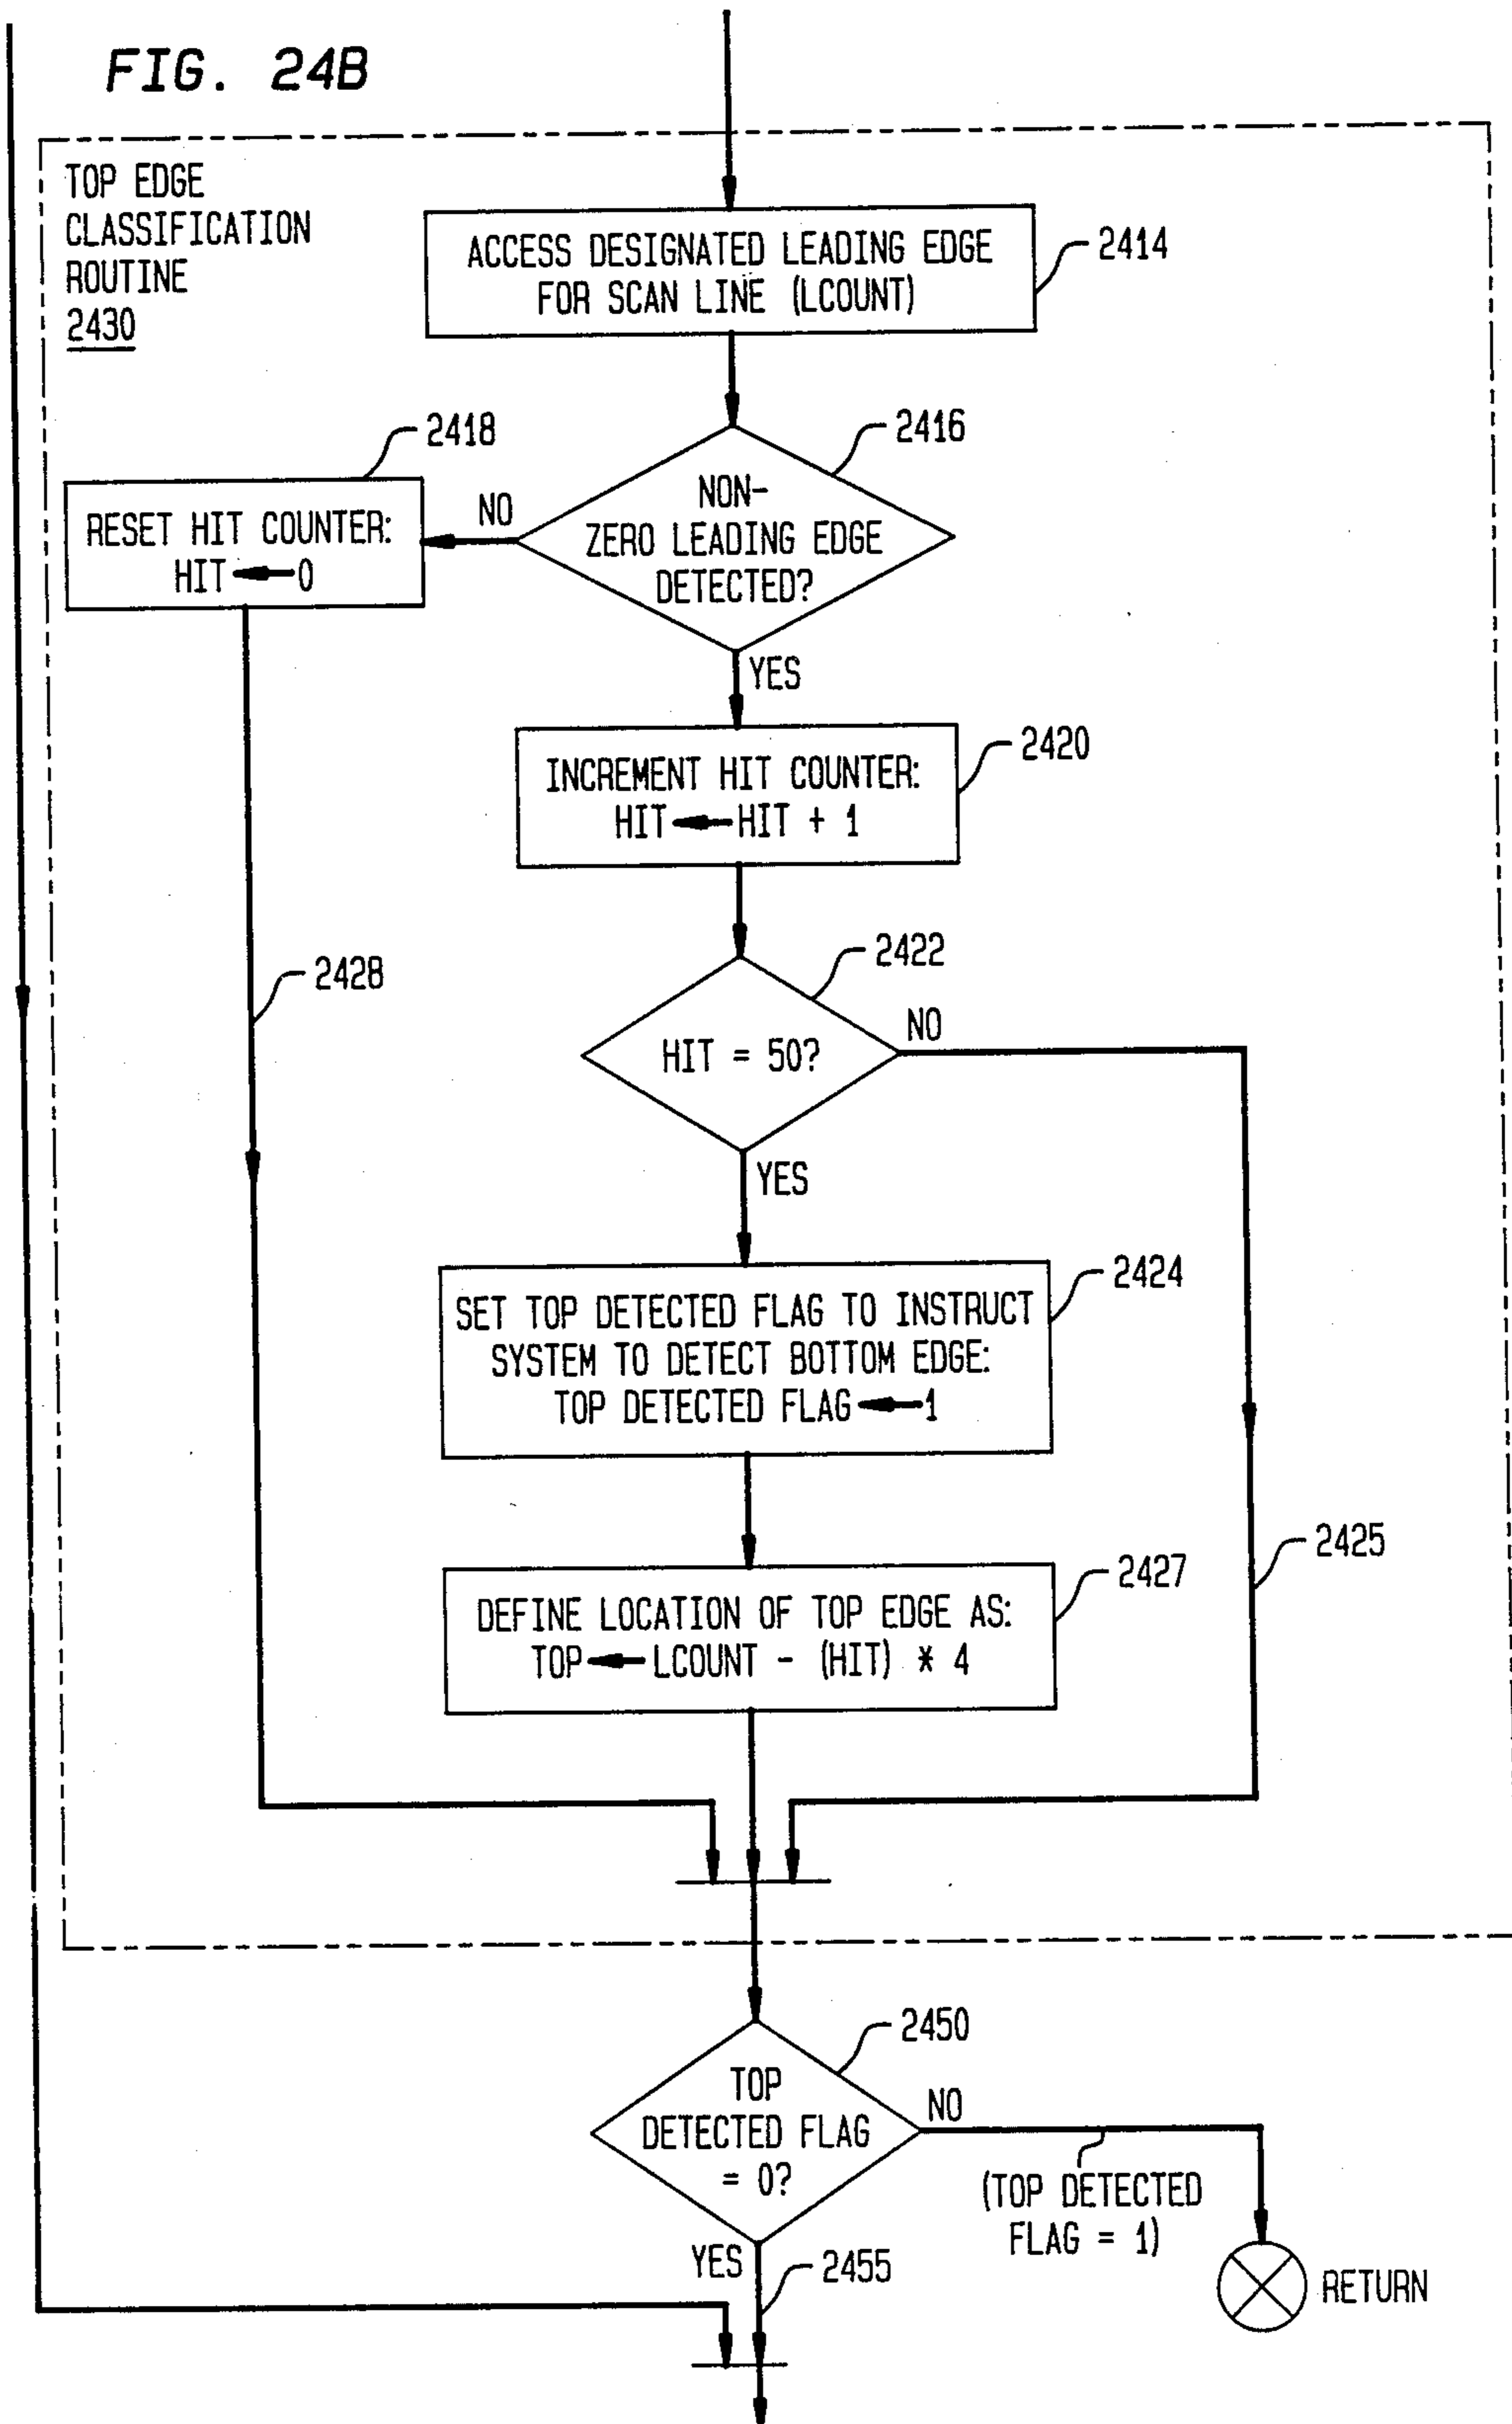 FIG. 24B
TOP EDGE
CLASSIFICATION
ROUTINE
2430
ACCESS DESIGNATED LEADING EDGE
FOR SCAN LINE (LCOUNT)
2414
2416
NON-
ZERO LEADING EDGE
DETECTED?
NO
2418
RESET HIT COUNTER:
HIT ← 0
YES
INCREMENT HIT COUNTER:
HIT ← HIT + 1
2420
2422
HIT = 50?
NO
2428
YES
2424
SET TOP DETECTED FLAG TO INSTRUCT
SYSTEM TO DETECT BOTTOM EDGE:
TOP DETECTED FLAG ← 1
2425
2427
DEFINE LOCATION OF TOP EDGE AS:
TOP ← LCOUNT - (HIT) * 4
2450
TOP
DETECTED FLAG
= 0?
NO
(TOP DETECTED
FLAG = 1)
RETURN
YES
2455